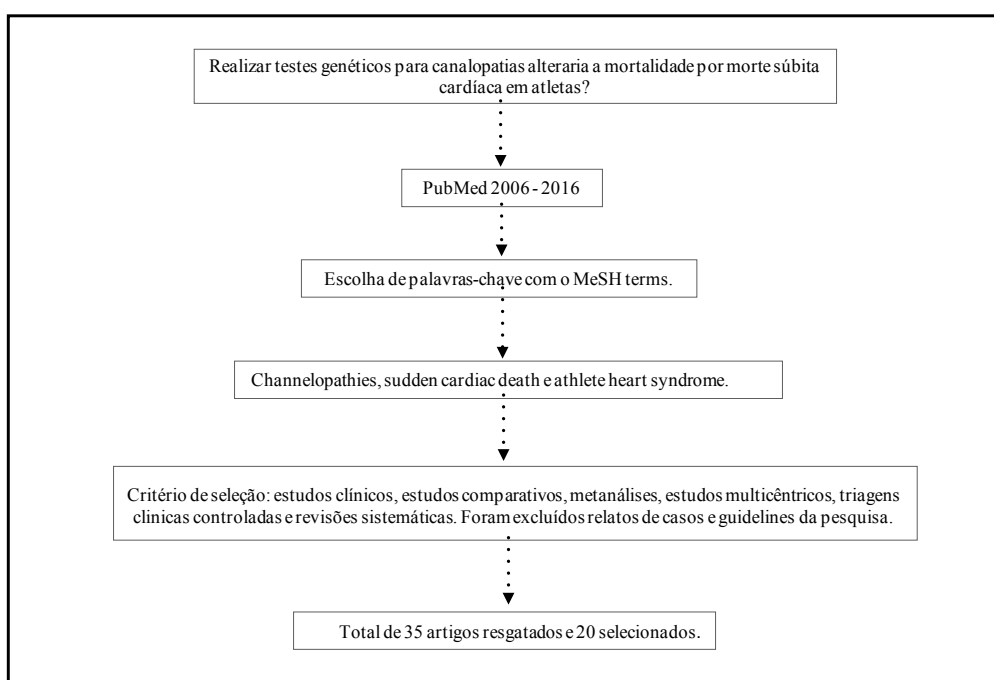 Realizar testes genéticos para canalopatias alteraria a mortalidade por morte súbita
cardíaca em atletas?
PubMed 2006 - 2016
Escolha de palavras-chave com o MeSH terms.
Channelopathies, sudden cardiac death e athlete heart syndrome.
Critério de seleção: estudos clínicos, estudos comparativos, metanálises, estudos multicêntricos, triagens
clinicas controladas e revisões sistemáticas. Foram excluídos relatos de casos e guidelines da pesquisa.
Total de 35 artigos resgatados e 20 selecionados.